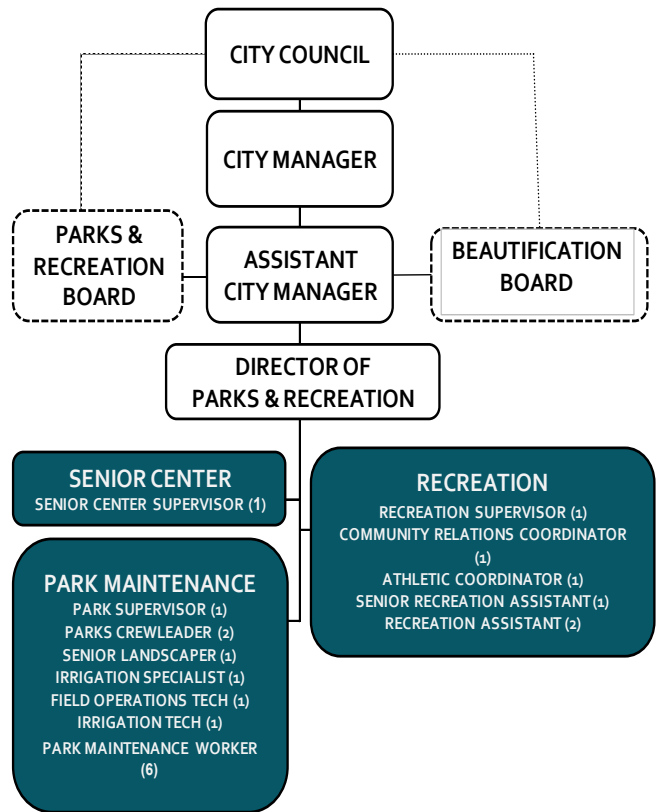 CITY COUNCIL
CITY MANAGER
PARKS &
RECREATION
BOARD
ASSISTANT
CITY MANAGER
BEAUTIFICATION
BOARD
DIRECTOR OF
PARKS & RECREATION
SENIOR CENTER
SENIOR CENTER SUPERVISOR (1)
RECREATION
RECREATION SUPERVISOR (1)
COMMUNITY RELATIONS COORDINATOR
(1)
ATHLETIC COORDINATOR (1)
SENIOR RECREATION ASSISTANT(1)
RECREATION ASSISTANT (2)
PARK MAINTENANCE
PARK SUPERVISOR (1)
PARKS CREWLEADER (2)
SENIOR LANDSCAPER (1)
IRRIGATION SPECIALIST (1)
FIELD OPERATIONS TECH (1)
IRRIGATION TECH (1)
PARK MAINTENANCE WORKER
(6)